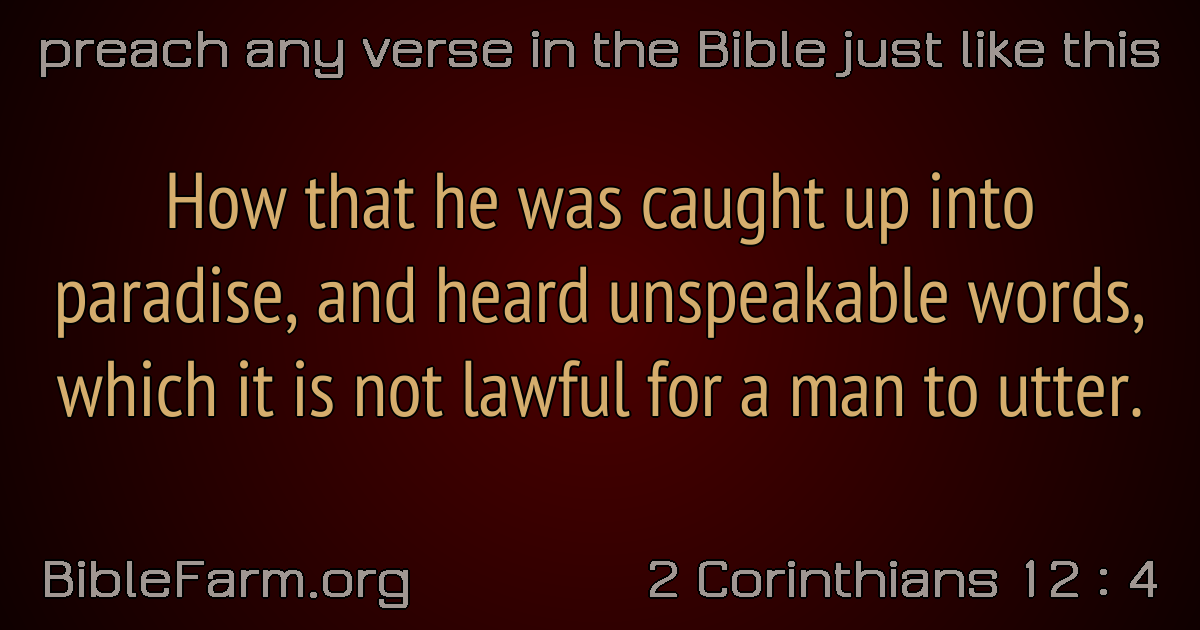 preach any verse in the Bible just like this
How that he was caught up into
paradise, and heard unspeakable words,
which it is not lawful for a man to utter.
BibleFarm.org
2 Corinthians 12 : 4